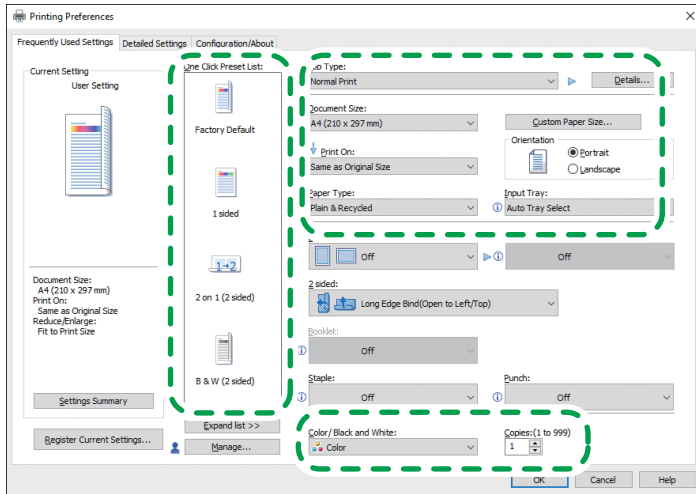 Printing Preferences
Frequently Used Settings Detailed Settings Configuration/About
Current Setting
User Setting
Document Size:
A4 (210 x 297 mm)
Print On:
Same as Original Size
Reduce/Enlarge:
Fit to Print Size
Settings Summary
Register Current Settings...
One Click Preset List:
Factory Default
1 sided
1→2
2 on 1 (2 sided)
B & W (2 sided)
Expand list >>
Manage...
Job Type:
Normal Print
Details...
Document Size:
A4 (210 x 297 mm)
Custom Paper Size...
Print On:
Same as Original Size
Orientation
Portrait
Landscape
Paper Type:
Plain & Recycled
Input Tray:
Auto Tray Select
Off
Off
2 sided:
Long Edge Bind(Open to Left/Top)
Booklet:
Off
Staple:
Off
Punch:
Off
Color/ Black and White:
Color
Copies:(1 to 999)
1
OK Cancel Help